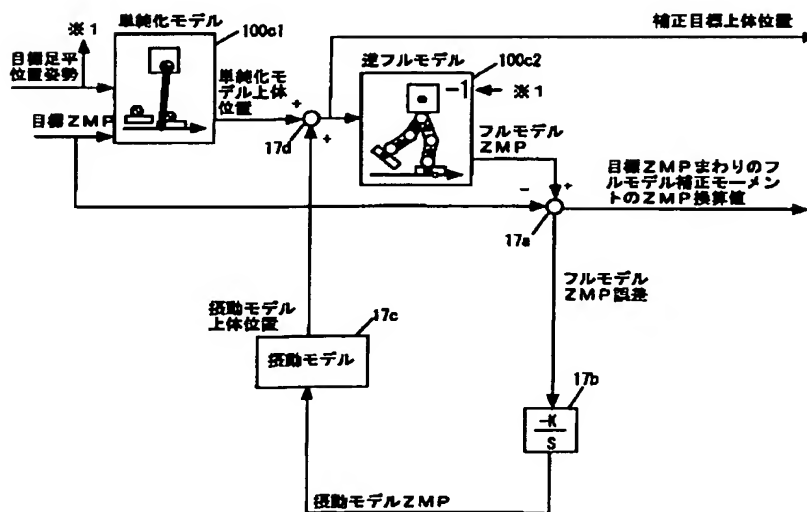 ※1
単純化モデル
100c1
目標足平
位置姿勢
目標ZMP
単純化モ
デル上体
位置
+
+
17d
補正目標上体位置
逆フルモデル
100c2
-1
※1
フルモデル
ZMP
-
+
17a
目標ZMPまわりのフ
ルモデル補正モーメン
トのZMP換算値
フルモデル
ZMP誤差
摂動モデル
上体位置
17c
摂動モデル
17b
-K
S
摂動モデルZMP